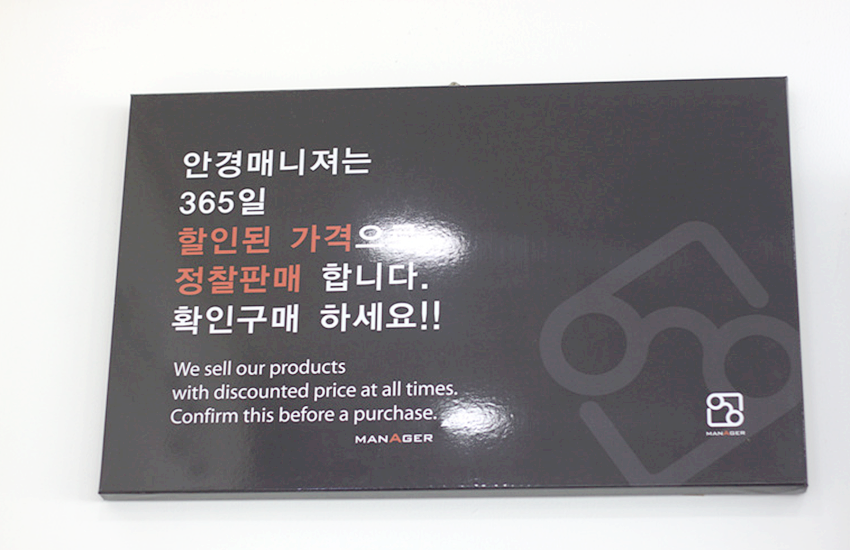 안경매니져는
365일
할인된 가격으로
정찰판매 합니다.
확인구매 하세요!!
We sell our products
with discounted price at all times.
Confirm this before a purchase.
MANAGER
MANAGER